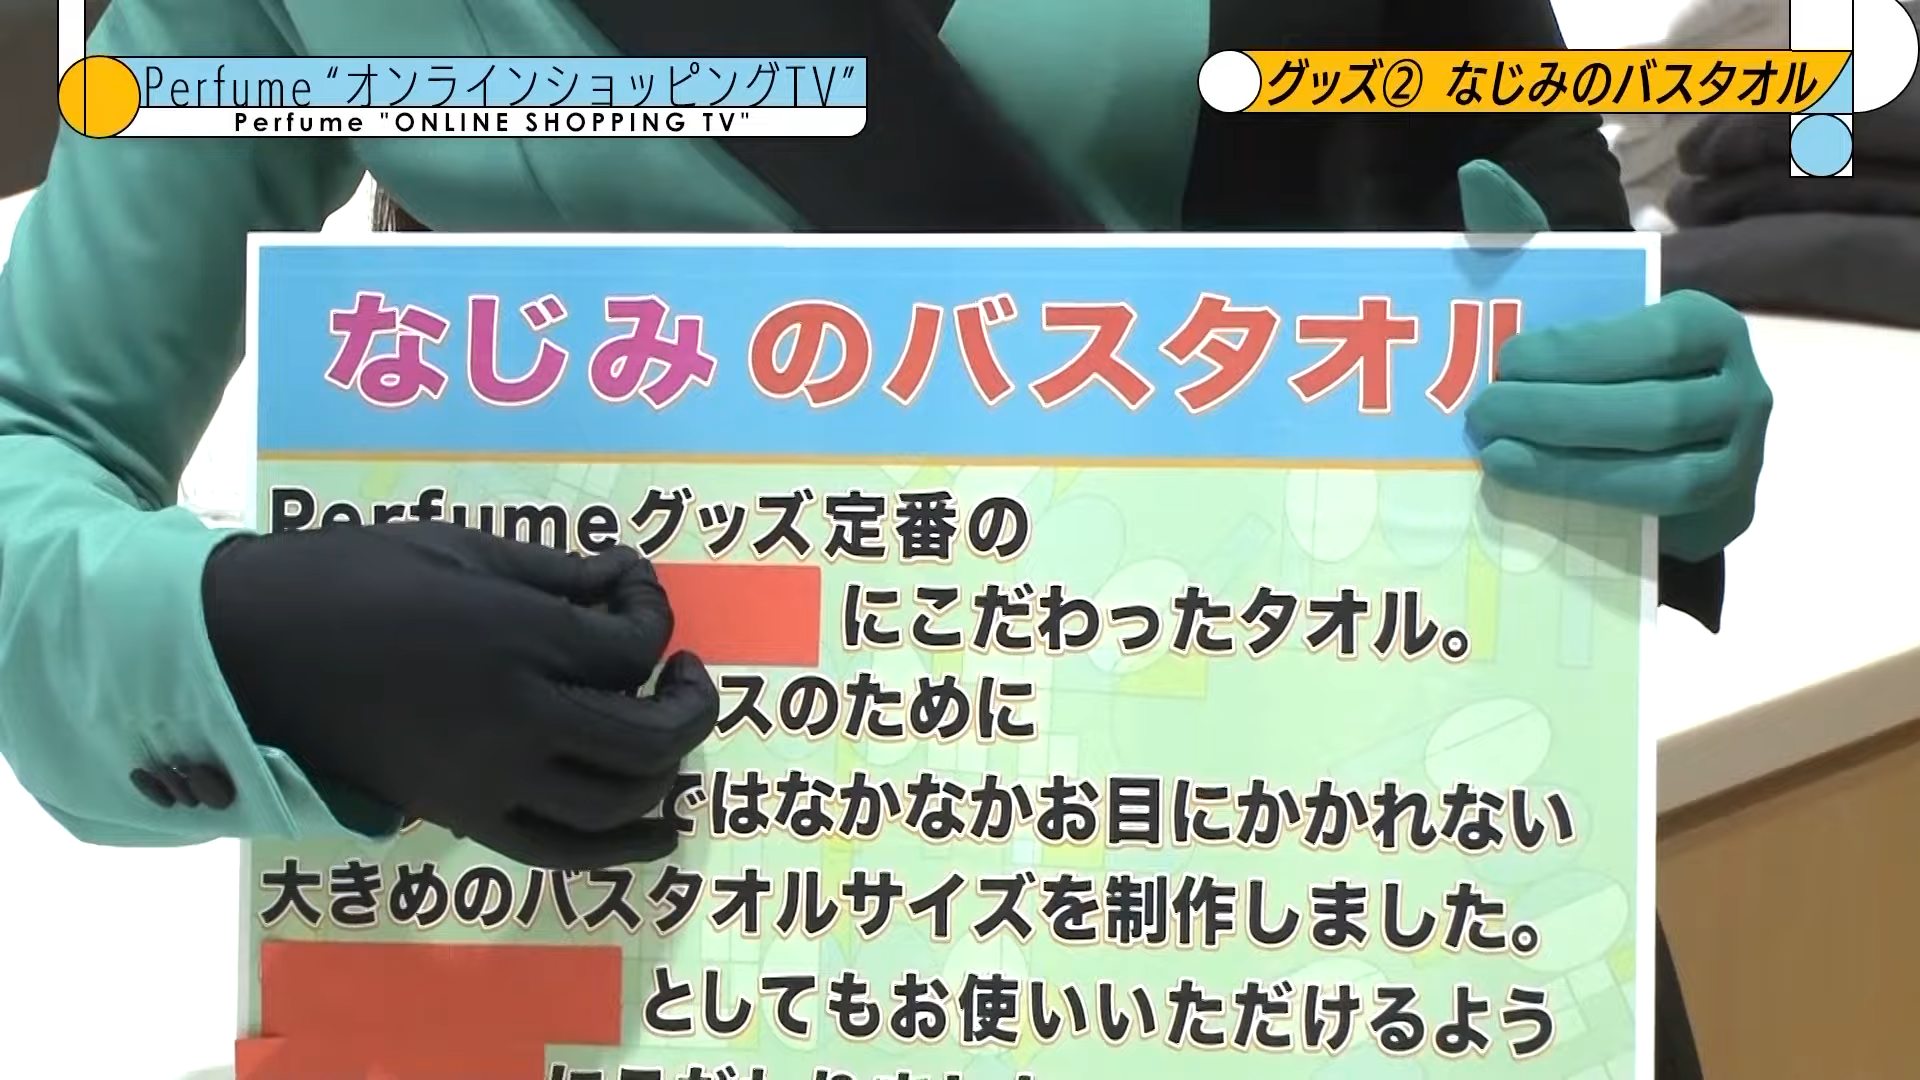 Perfume “オンラインショッピングTV”
Perfume "ONLINE SHOPPING TV"
グッズ② なじみのバスタオル
なじみのバスタオル
Perfumeグッズ定番の
にこだわったタオル。
スのために
ではなかなかお目にかかれない
大きめのバスタオルサイズを制作しました。
としてもお使いいただけるよう